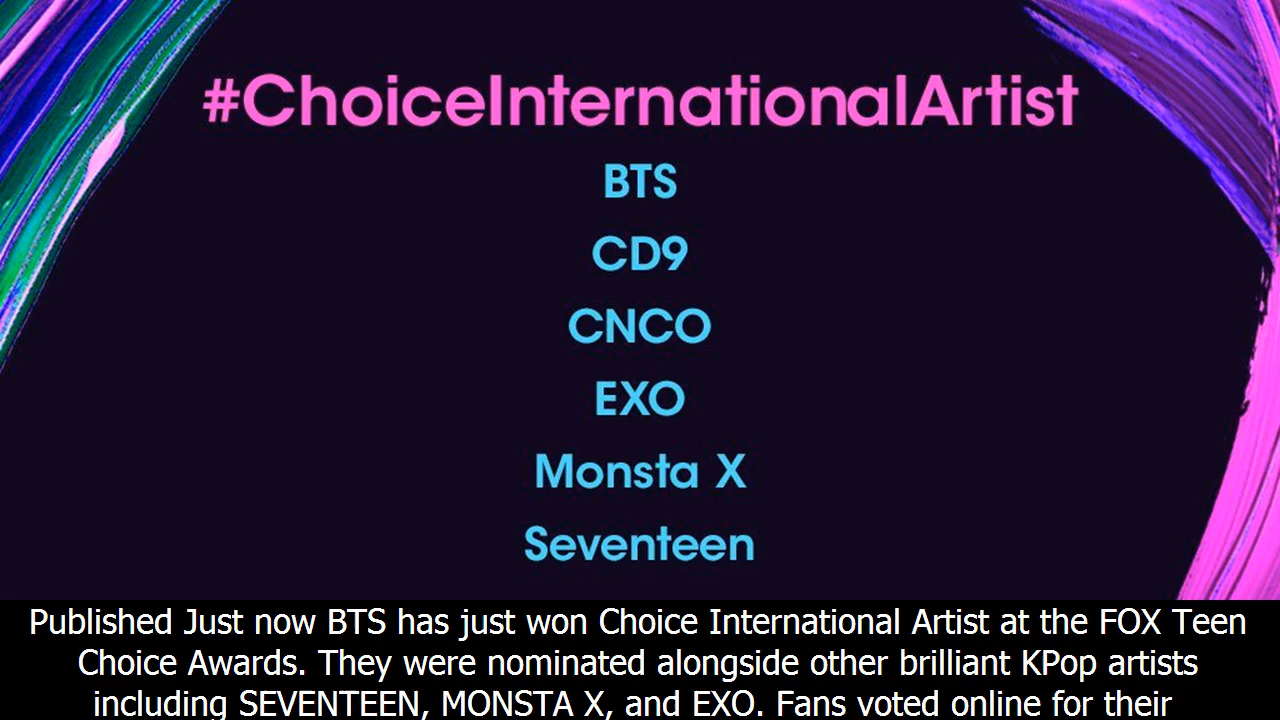 #ChoiceInternationalArtist
BTS
CD9
CNCO
EXO
Monsta X
Seventeen
Published Just now BTS has just won Choice International Artist at the FOX Teen
Choice Awards. They were nominated alongside other brilliant KPop artists
including SEVENTEEN, MONSTA X, and EXO. Fans voted online for their